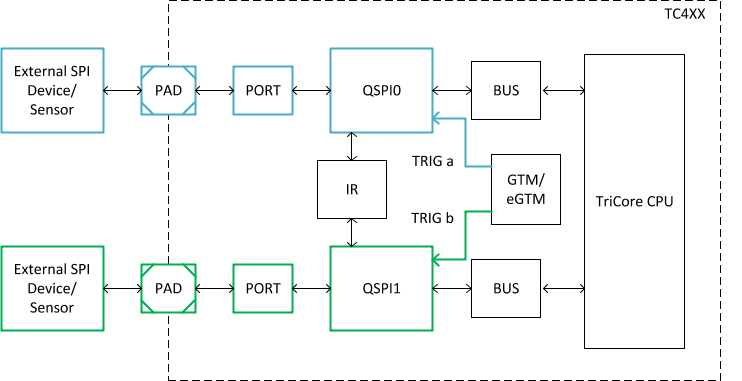 TC4XX
External SPI
Device/
Sensor
PAD
PORT
QSPI0
BUS
TRIG a
GTM/
eGTM
IR
TriCore CPU
TRIG b
External SPI
Device/
Sensor
PAD
PORT
QSPI1
BUS